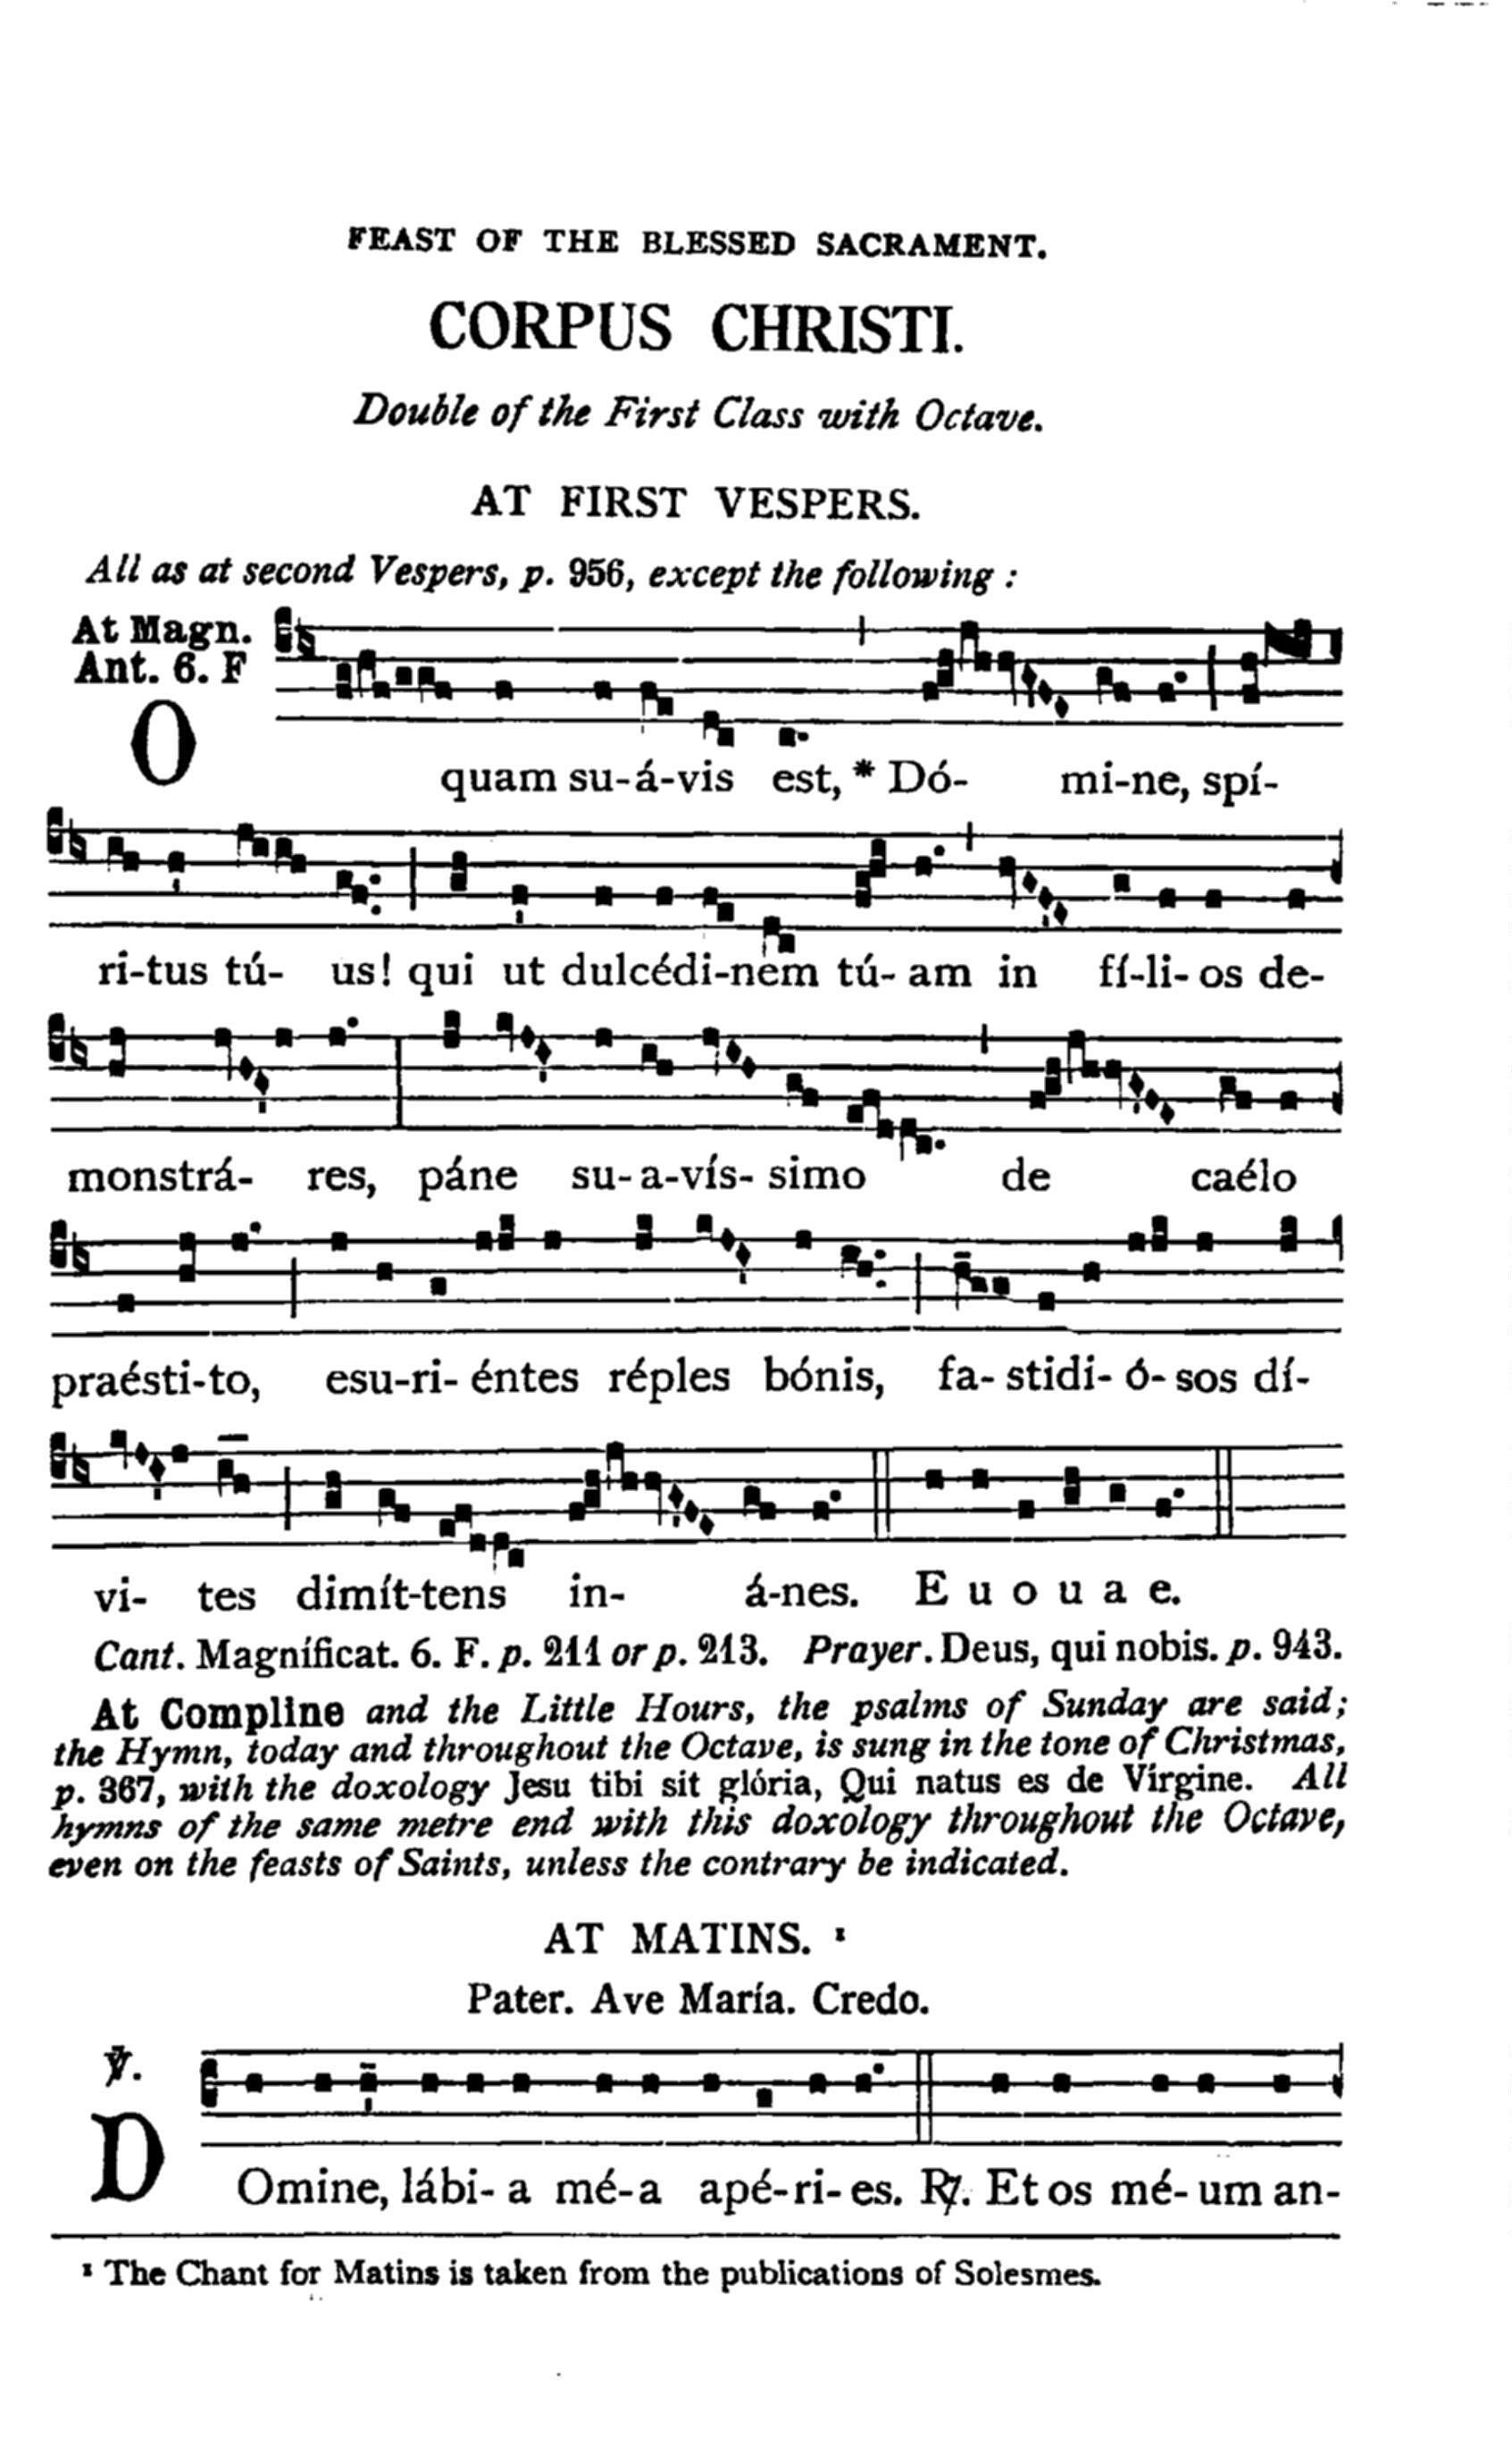 FEAST OF THE BLESSED SACRAMENT.
CORPUS CHRISTI.
Double of the First Class with Octave.
AT FIRST VESPERS.
All as at second Vespers, p. 956, except the following :
At Magn.
Ant. 6. F
O quam su-á-vis est, * Dó- mi-ne, spí-
ri-tus tú- us! qui ut dulcédi-nem tú- am in fí-li- os de-
monstrá- res, páne su- a-vís- simo de caélo
praésti-to, esu-ri- éntes réples bónis, fa- stidi- ó- sos dí-
vi- tes dimít-tens in- á-nes. E u o u a e.
Cant. Magníficat. 6. F. p. 211 or p. 213. Prayer. Deus, qui nobis. p. 943.
At Compline and the Little Hours, the psalms of Sunday are said;
the Hymn, today and throughout the Octave, is sung in the tone of Christmas,
p. 367, with the doxology Jesu tibi sit glória, Qui natus es de Vírgine. All
hymns of the same metre end with this doxology throughout the Octave,
even on the feasts of Saints, unless the contrary be indicated.
AT MATINS. ¹
Pater. Ave María. Credo.
℣.
DOmine, lábi- a mé-a apé-ri- es. ℟. Et os mé- um an-
¹ The Chant for Matins is taken from the publications of Solesmes.